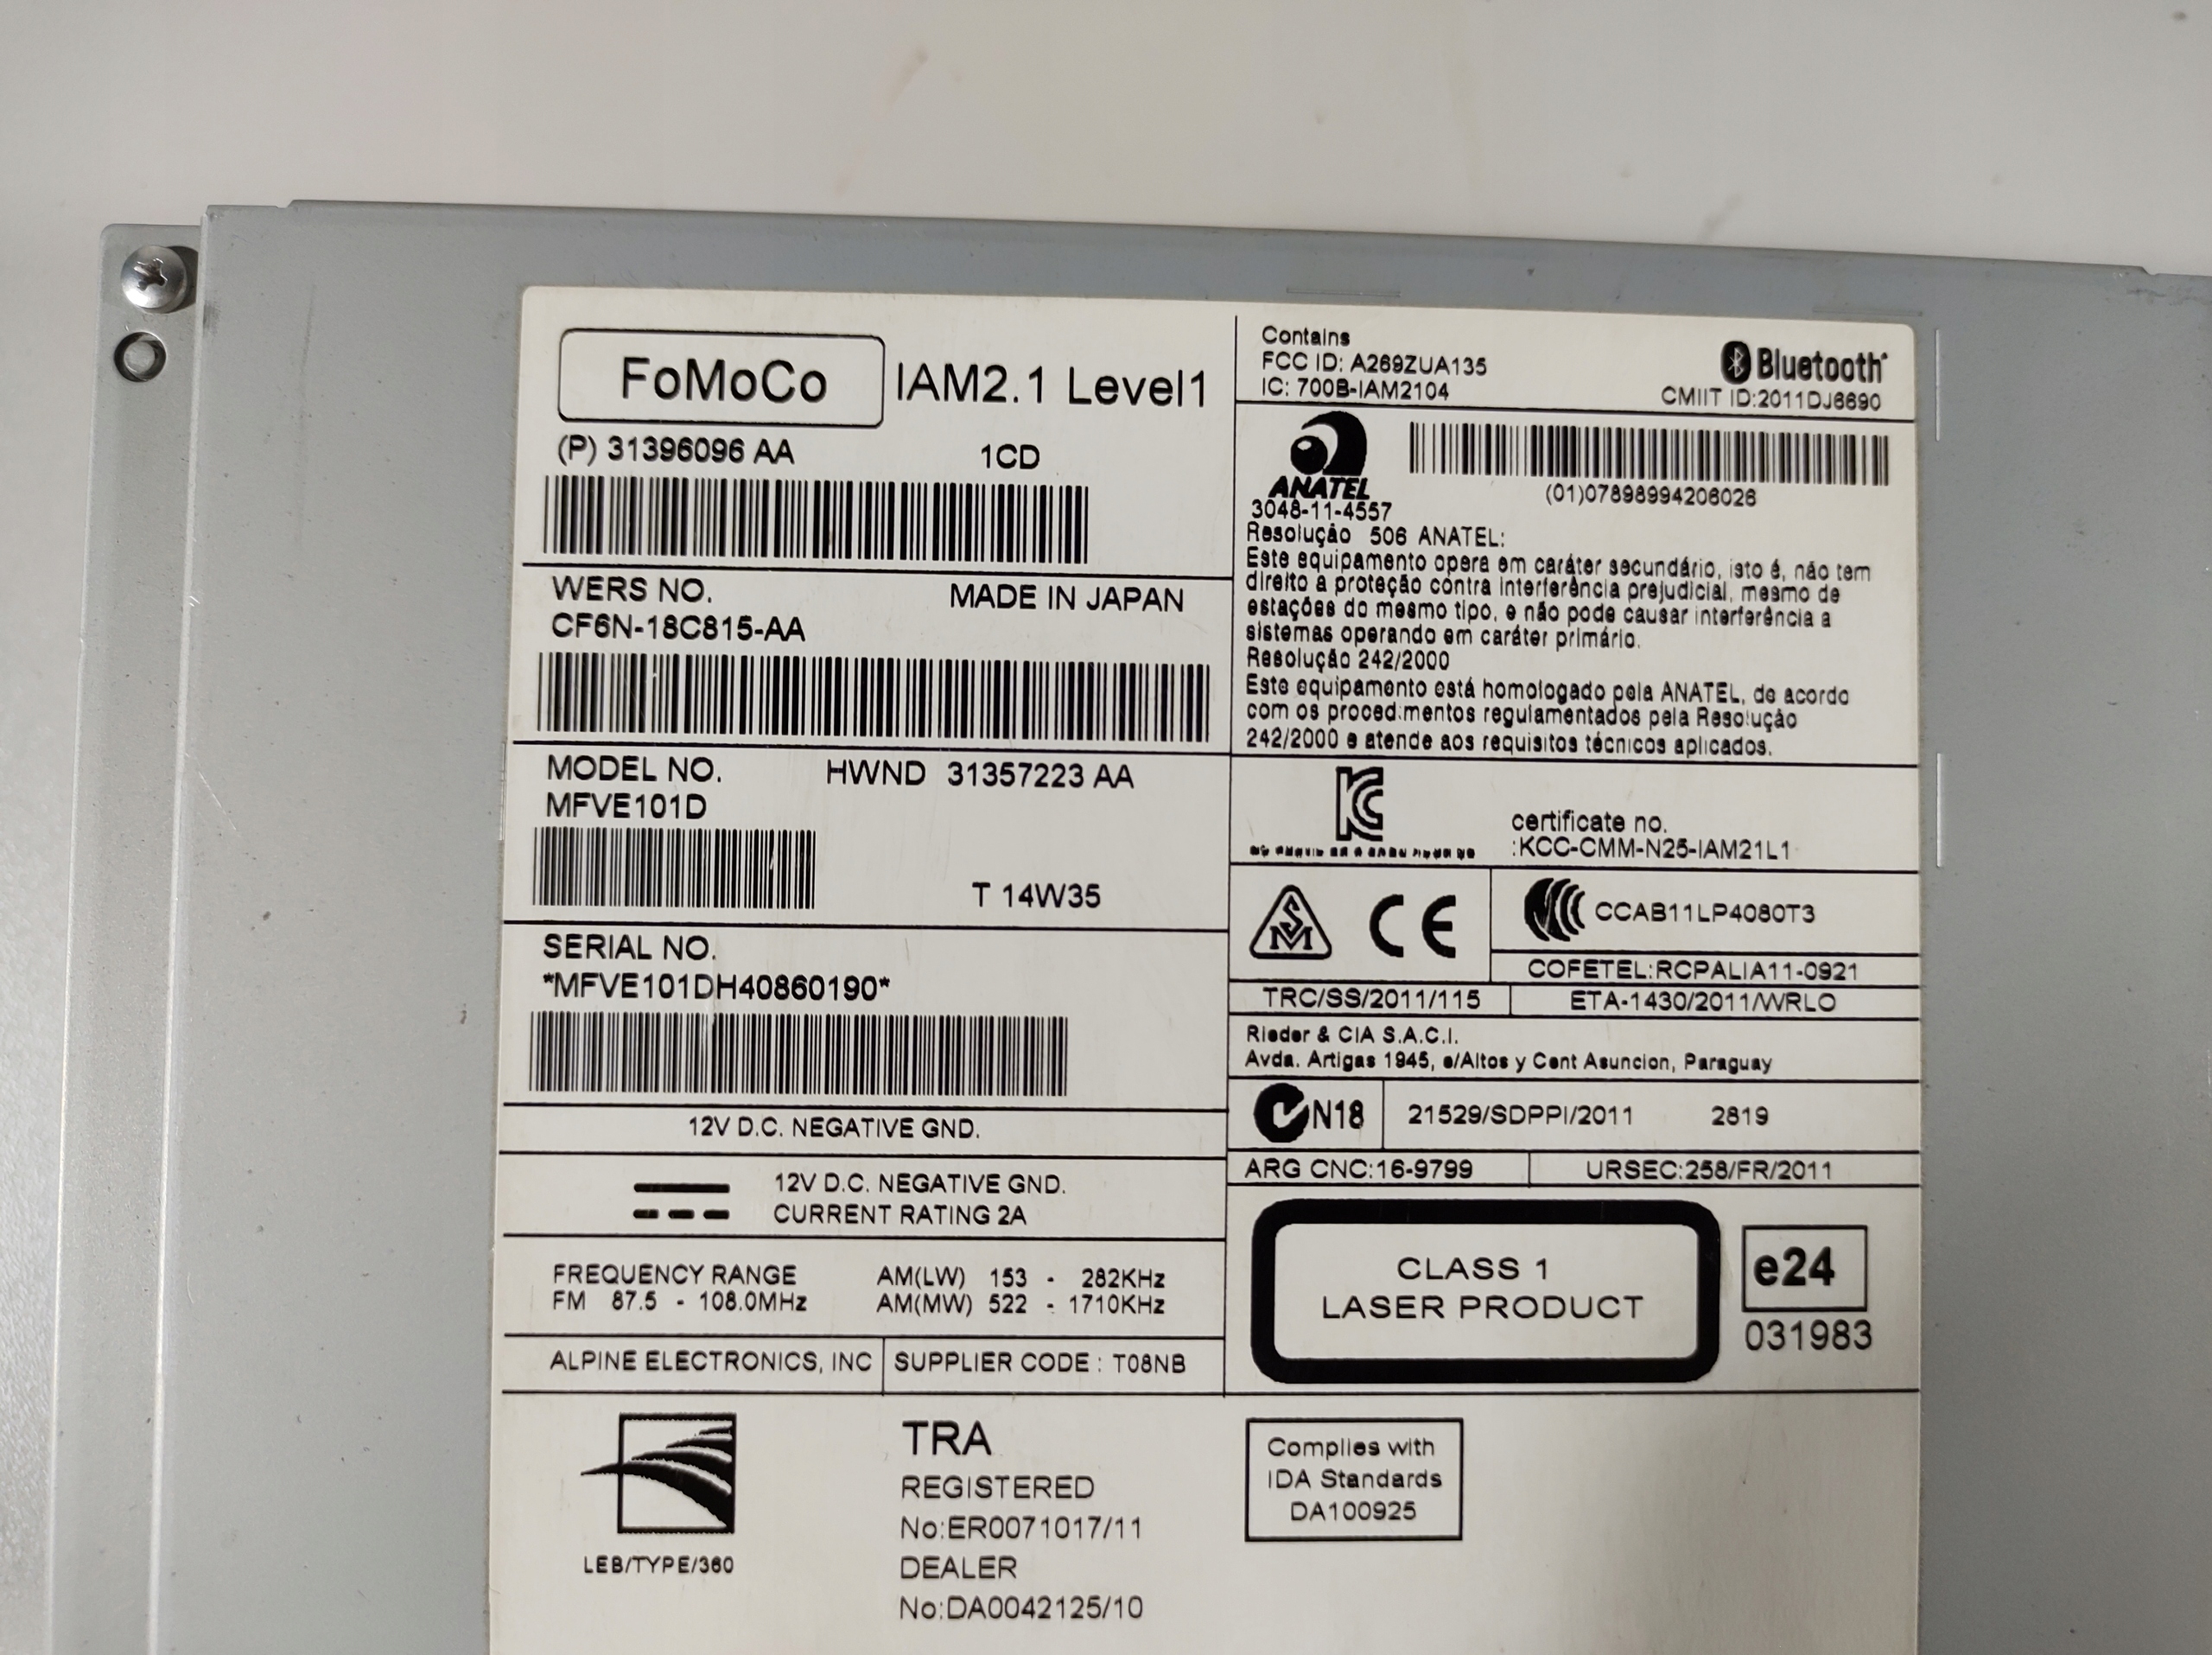 FoMoCo IAM2.1 Level1
(P) 31396096 AA 1CD
WERS NO. MADE IN JAPAN
CF6N-18C815-AA
MODEL NO. HWND 31357223 AA
MFVE101D
T 14W35
SERIAL NO.
*MFVE101DH40860190*
12V D.C. NEGATIVE GND.
12V D.C. NEGATIVE GND.
CURRENT RATING 2A
FREQUENCY RANGE AM(LW) 153 - 282KHz
FM 87.5 - 108.0MHz AM(MW) 522 - 1710KHz
ALPINE ELECTRONICS, INC SUPPLIER CODE : T08NB
Contains
FCC ID: A269ZUA135
IC: 700B-IAM2104
Bluetooth
CMIIT ID:2011DJ6690
ANATEL
3048-11-4557
(01)07898994206026
Resolução 506 ANATEL:
Este equipamento opera em caráter secundário, isto é, não tem
direito a proteção contra interferência prejudicial, mesmo de
estações do mesmo tipo, e não pode causar interferência a
sistemas operando em caráter primário.
Resolução 242/2000
Este equipamento está homologado pela ANATEL, de acordo
com os procedimentos regulamentados pela Resolução
242/2000 e atende aos requisitos técnicos aplicados.
certificate no.
:KCC-CMM-N25-IAM21L1
CE
CCAB11LP4080T3
COFETEL:RCPALIA11-0921
TRC/SS/2011/115 ETA-1430/2011/WRLO
Rieder & CIA S.A.C.I.
Avda. Artigas 1945, e/Altos y Cent Asuncion, Paraguay
N18 21529/SDPPI/2011 2819
ARG CNC:16-9799 URSEC:258/FR/2011
CLASS 1
LASER PRODUCT
e24
031983
LEB/TYPE/360
TRA
REGISTERED
No:ER0071017/11
DEALER
No:DA0042125/10
Complies with
IDA Standards
DA100925